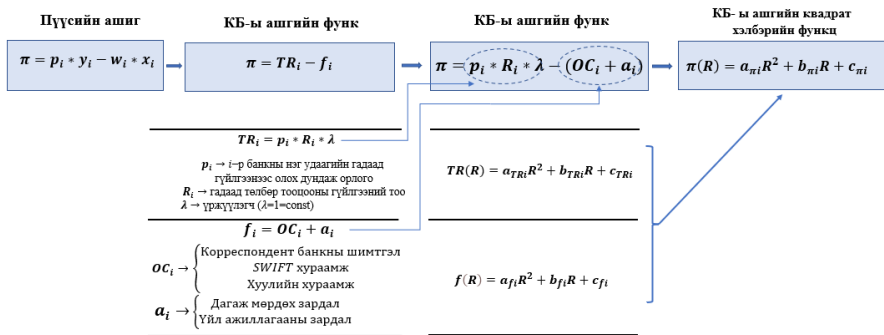 Пүүсийн ашиг
КБ-ы ашгийн функ
КБ-ы ашгийн функ
КБ- ы ашгийн квадрат
хэлбэрийн функц
π = pᵢ * yᵢ − wᵢ * xᵢ
π = TRᵢ − fᵢ
π = pᵢ * Rᵢ * λ − (OCᵢ + aᵢ)
π(R) = a_πi R² + b_πi R + c_πi
TRᵢ = pᵢ * Rᵢ * λ
pᵢ → i–р банкны нэг удаагийн гадаад
гүйлгээнээс олох дундаж орлого
Rᵢ → гадаад төлбөр тооцооны гүйлгээний тоо
λ → үржүүлэгч (λ=1=const)
TR(R) = a_TRi R² + b_TRi R + c_TRi
fᵢ = OCᵢ + aᵢ
OCᵢ → { Корреспондент банкны шимтгэл
SWIFT хураамж
Хуулийн хураамж
aᵢ → { Дагаж мөрдөх зардал
Үйл ажиллагааны зардал
f(R) = a_fi R² + b_fi R + c_fi